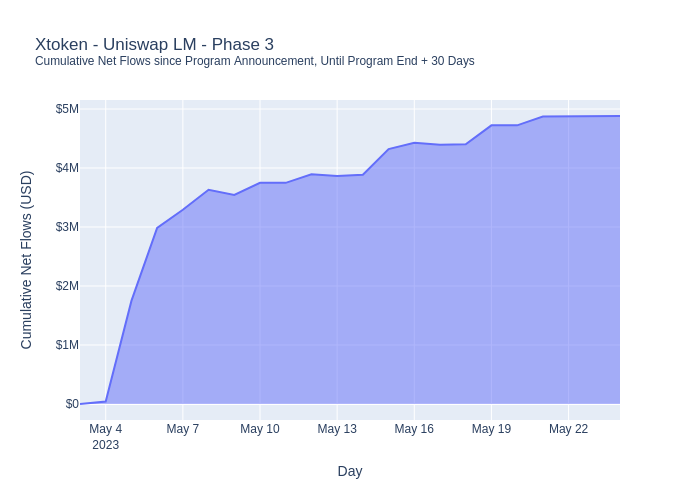 Xtoken - Uniswap LM - Phase 3
Cumulative Net Flows since Program Announcement, Until Program End + 30 Days
Cumulative Net Flows (USD)
$5M
$4M
$3M
$2M
$1M
$0
May 4 May 7 May 10 May 13 May 16 May 19 May 22
2023
Day